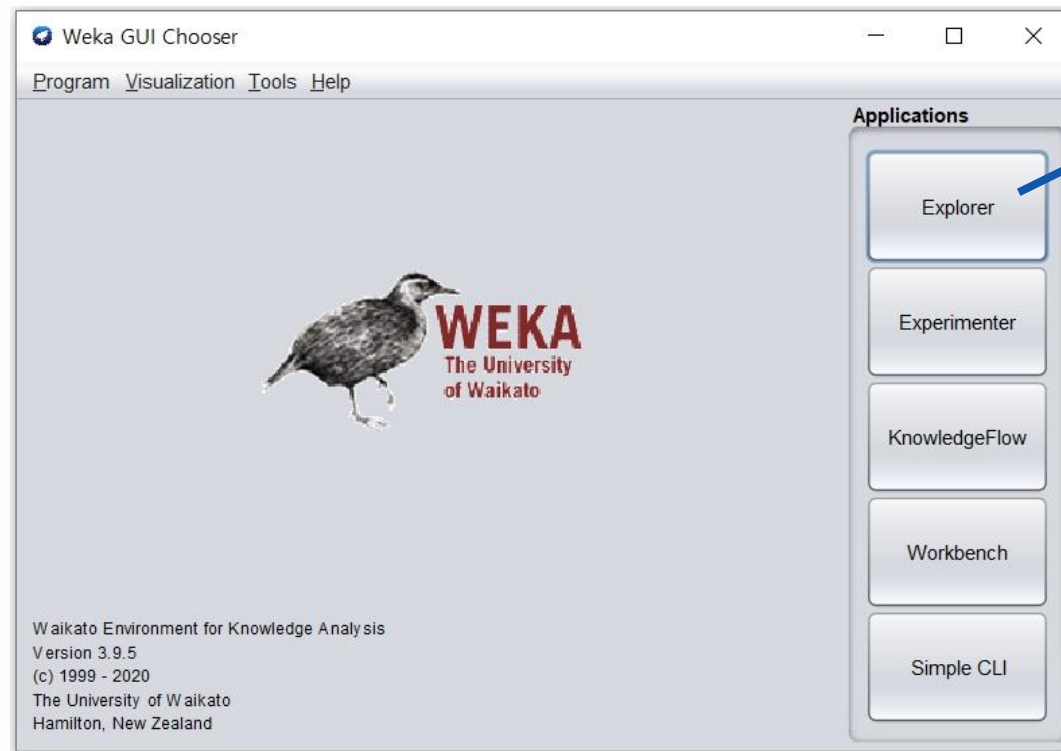 Weka GUI Chooser
Program Visualization Tools Help
Applications
Explorer
Experimenter
KnowledgeFlow
Workbench
Simple CLI
WEKA
The University
of Waikato
Waikato Environment for Knowledge Analysis
Version 3.9.5
(c) 1999 - 2020
The University of Waikato
Hamilton, New Zealand